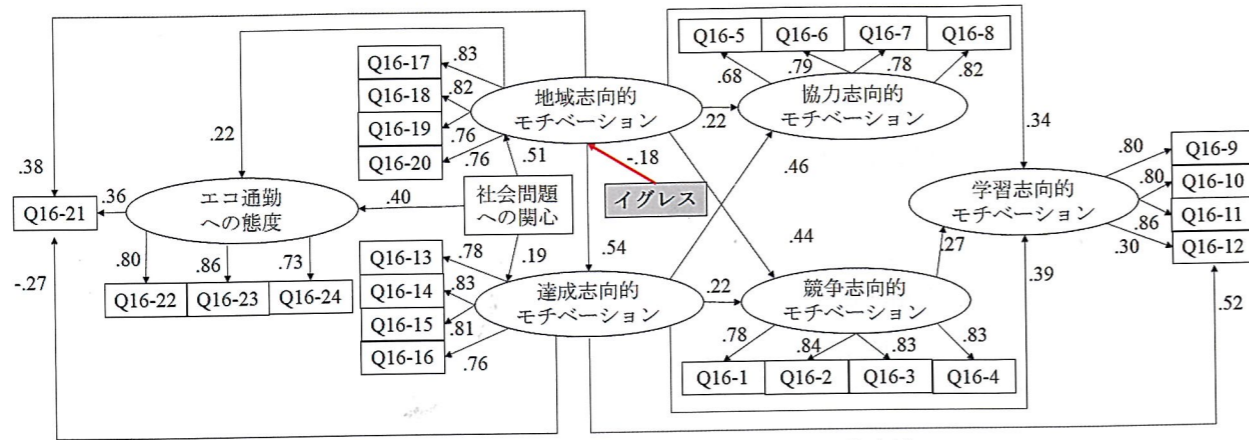 Q16-5
Q16-6
Q16-7
Q16-8
.68
.79
.78
.82
Q16-17
Q16-18
Q16-19
Q16-20
.83
.82
.76
.76
地域志向的
モチベーション
協力志向的
モチベーション
.22
.22
.38
.51
-.18
.46
.34
Q16-21
.36
エコ通勤
への態度
.40
社会問題
への関心
イグレス
学習志向的
モチベーション
.80
.80
.86
.30
Q16-9
Q16-10
Q16-11
Q16-12
-.27
.80
.86
.73
Q16-22
Q16-23
Q16-24
.19
.54
.44
.27
.39
.52
Q16-13
Q16-14
Q16-15
Q16-16
.78
.83
.81
.76
達成志向的
モチベーション
.22
競争志向的
モチベーション
.78
.84
.83
.83
Q16-1
Q16-2
Q16-3
Q16-4